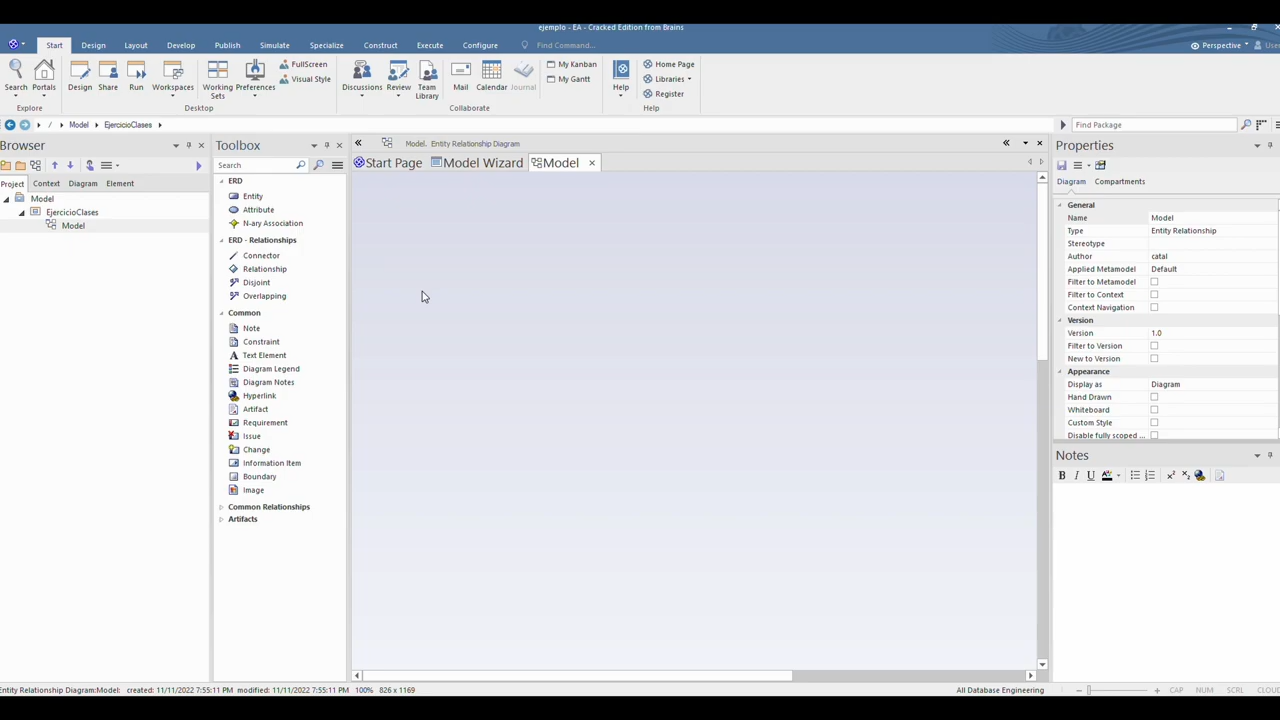 ejemplo - EA - Cracked Edition from Brains
Start Design Layout Develop Publish Simulate Specialize Construct Execute Configure Find Command... Perspective
Search Portals Design Share Run Workspaces Working Sets Preferences FullScreen Visual Style Discussions Review Team Library Mail Calendar Journal My Kanban My Gantt Help Home Page Libraries Register
Explore Desktop Collaborate Help
/ Model EjercicioClases Find Package
Browser
Project Context Diagram Element
Model
EjercicioClases
Model
Toolbox
Search
ERD
Entity
Attribute
N-ary Association
ERD - Relationships
Connector
Relationship
Disjoint
Overlapping
Common
Note
Constraint
Text Element
Diagram Legend
Diagram Notes
Hyperlink
Artifact
Requirement
Issue
Change
Information Item
Boundary
Image
Common Relationships
Artifacts
Model. Entity Relationship Diagram
Start Page Model Wizard Model
Properties
Diagram Compartments
General
Name Model
Type Entity Relationship
Stereotype
Author catal
Applied Metamodel Default
Filter to Metamodel
Filter to Context
Context Navigation
Version
Version 1.0
Filter to Version
New to Version
Appearance
Display as Diagram
Hand Drawn
Whiteboard
Custom Style
Disable fully scoped ...
Notes
B I U A
Entity Relationship Diagram:Model: created: 11/11/2022 7:55:11 PM modified: 11/11/2022 7:55:11 PM 100% 826 x 1169 All Database Engineering CAP NUM SCRL